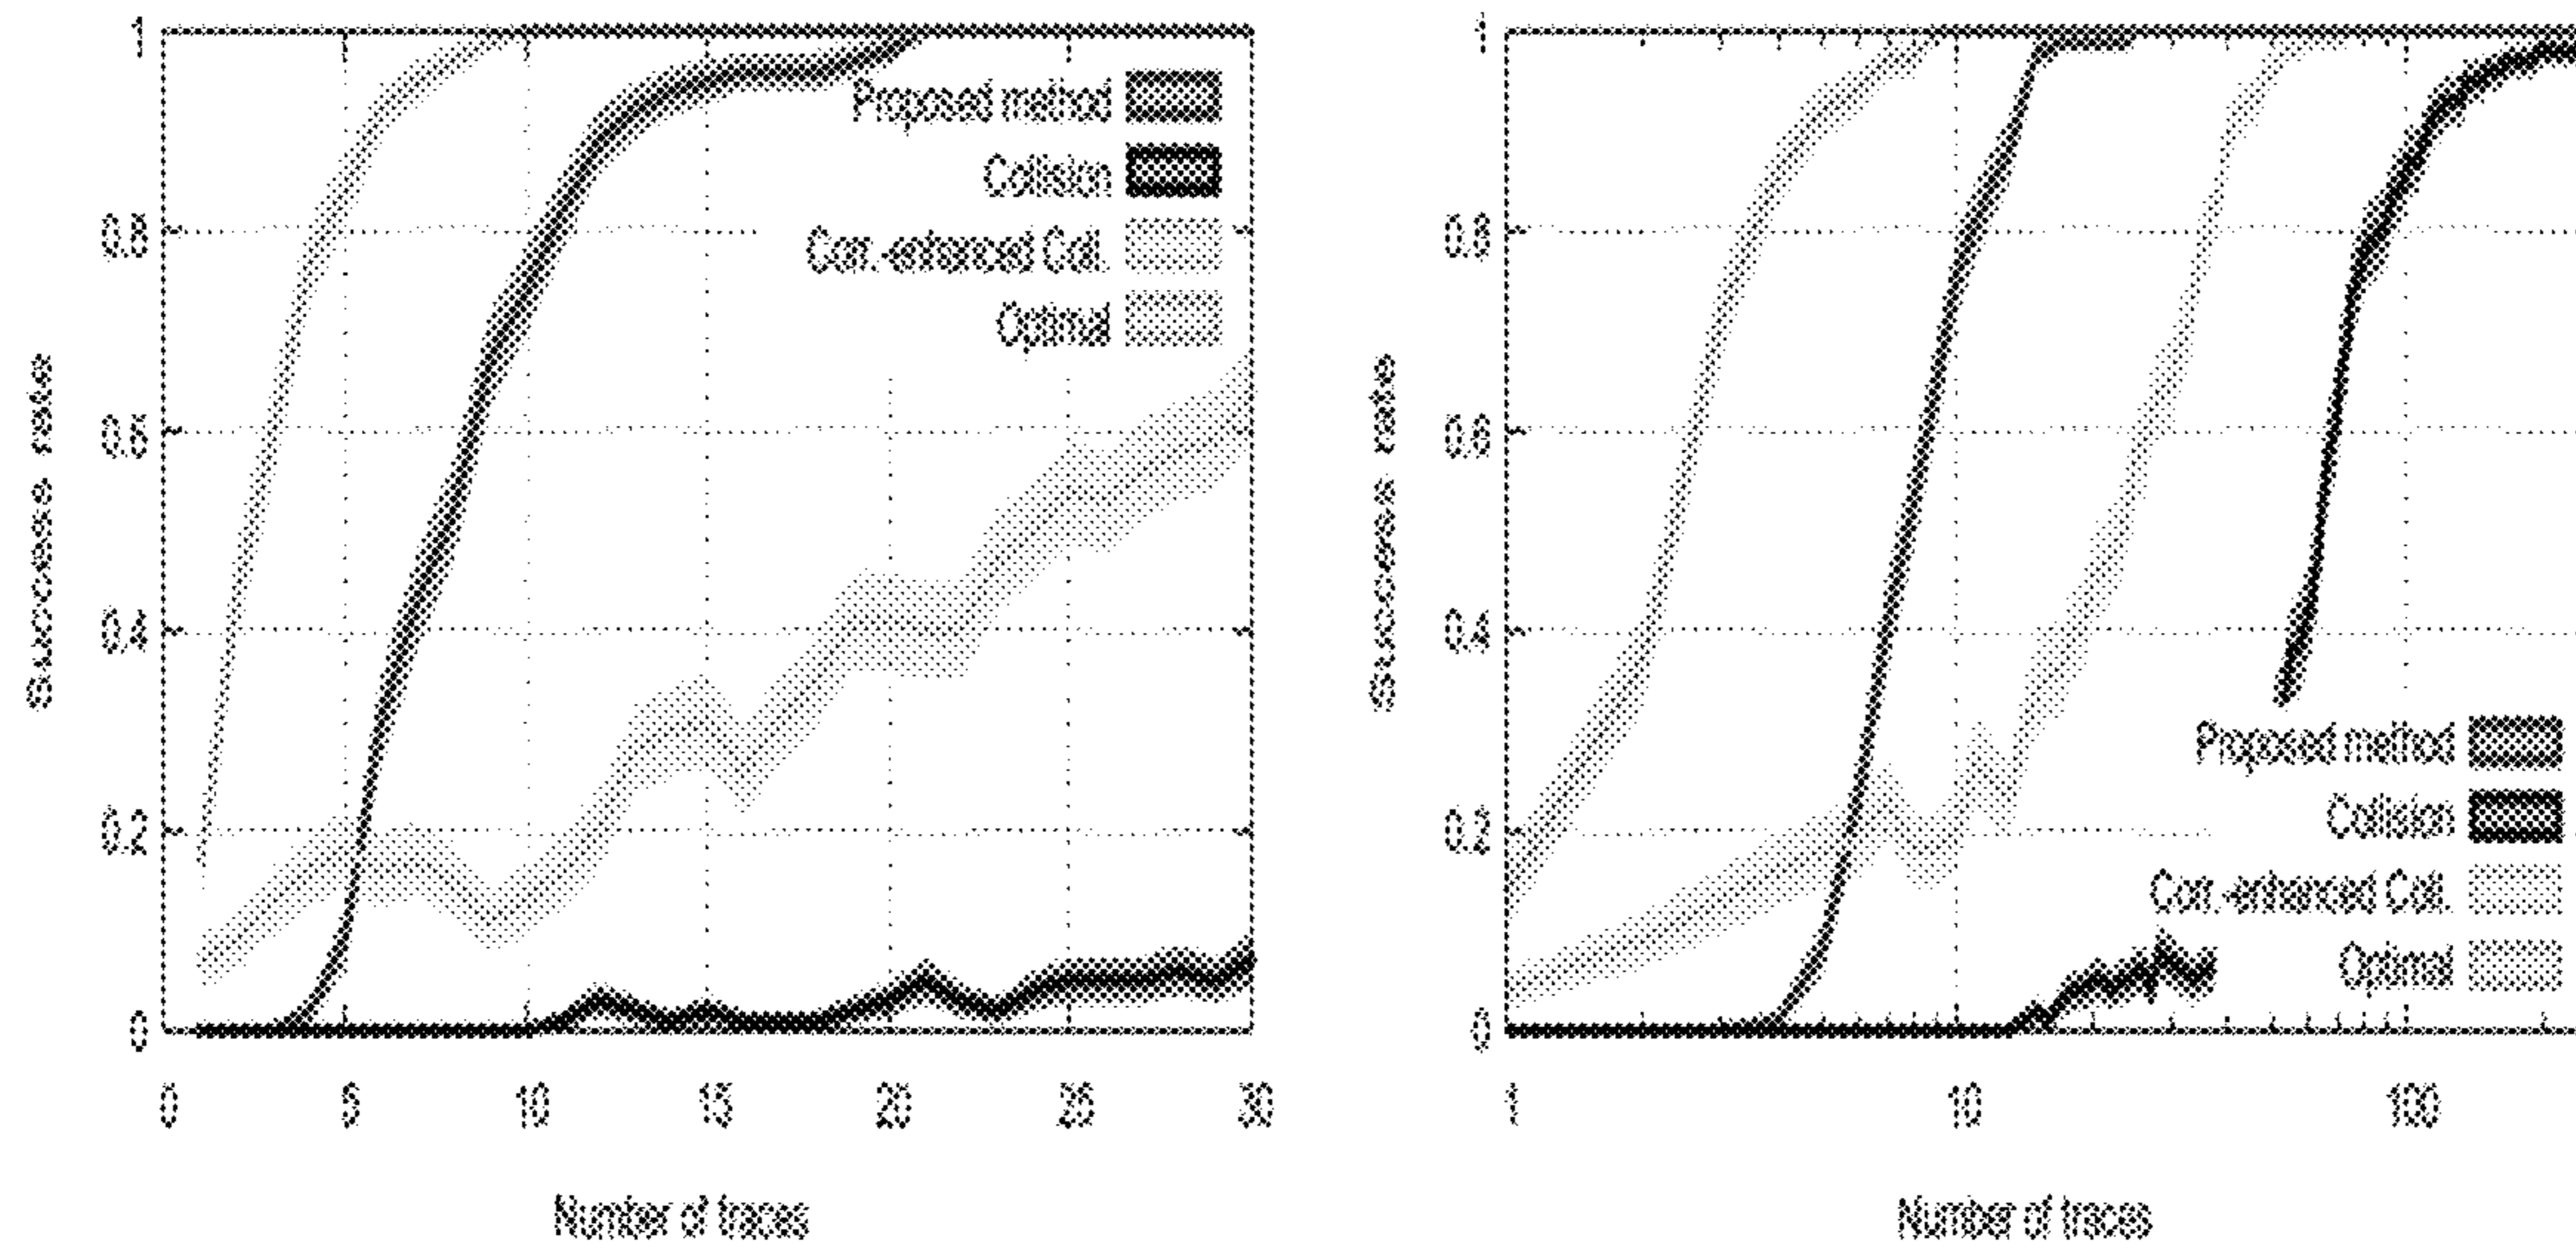 Success rate
1
0.8
0.6
0.4
0.2
0
Proposed method
Collision
Corr.-enhanced Coll.
Optimal
0 5 10 15 20 25 30
Number of traces
Success rate
1
0.8
0.6
0.4
0.2
0
Proposed method
Collision
Corr.-enhanced Coll.
Optimal
1 10 100
Number of traces